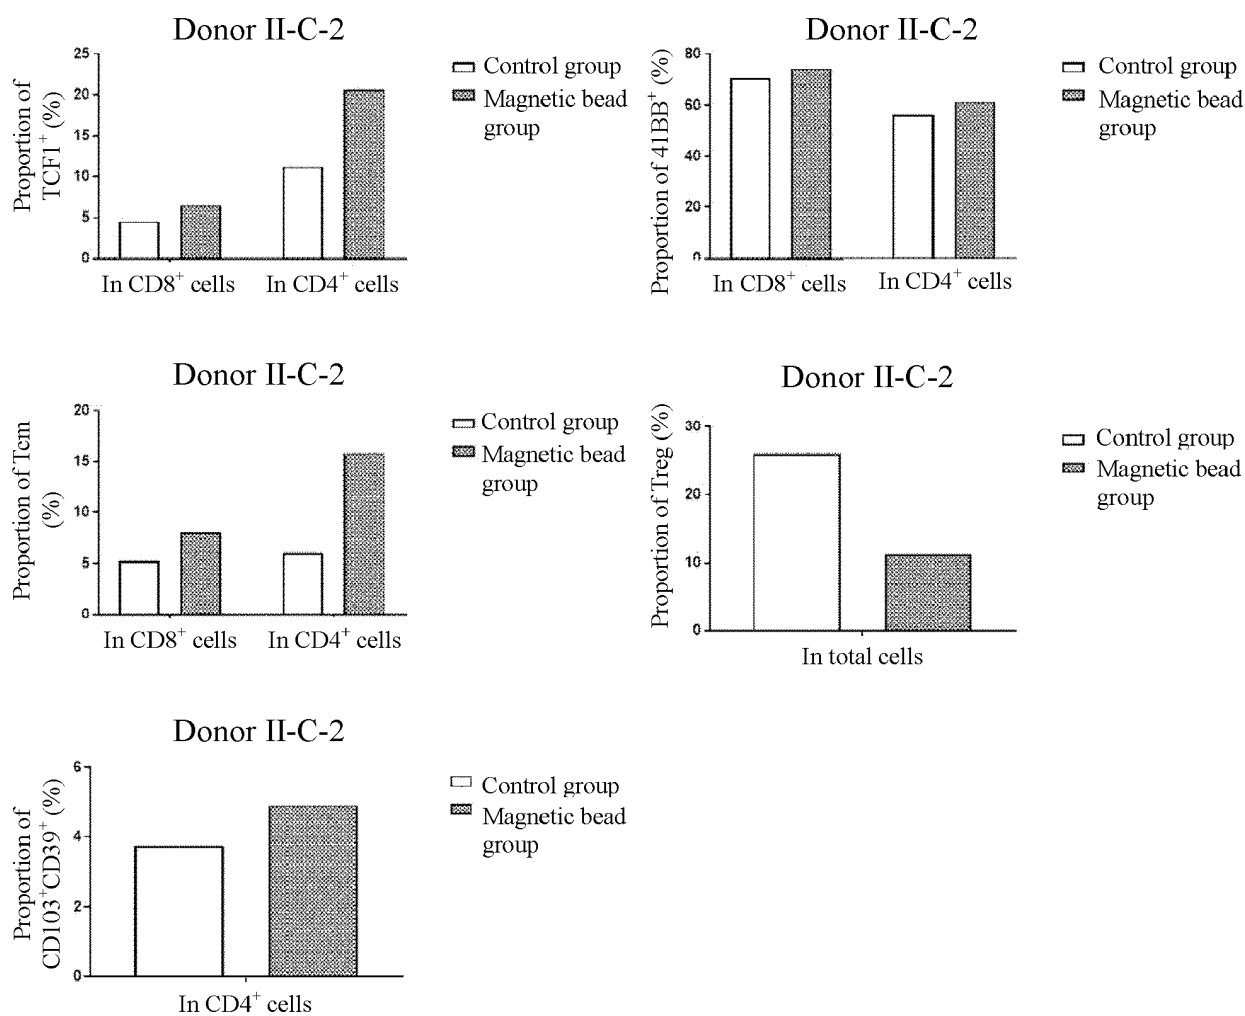 Donor II-C-2
Proportion of
TCF1⁺ (%)
25
20
15
10
5
0
In CD8⁺ cells
In CD4⁺ cells
Control group
Magnetic bead
group
Donor II-C-2
Proportion of 41BB⁺ (%)
80
60
40
20
0
In CD8⁺ cells
In CD4⁺ cells
Control group
Magnetic bead
group
Donor II-C-2
Proportion of Tcm
(%)
20
15
10
5
0
In CD8⁺ cells
In CD4⁺ cells
Control group
Magnetic bead
group
Donor II-C-2
Proportion of Treg (%)
30
20
10
0
In total cells
Control group
Magnetic bead
group
Donor II-C-2
Proportion of
CD103⁺CD39⁺ (%)
6
4
2
0
In CD4⁺ cells
Control group
Magnetic bead
group